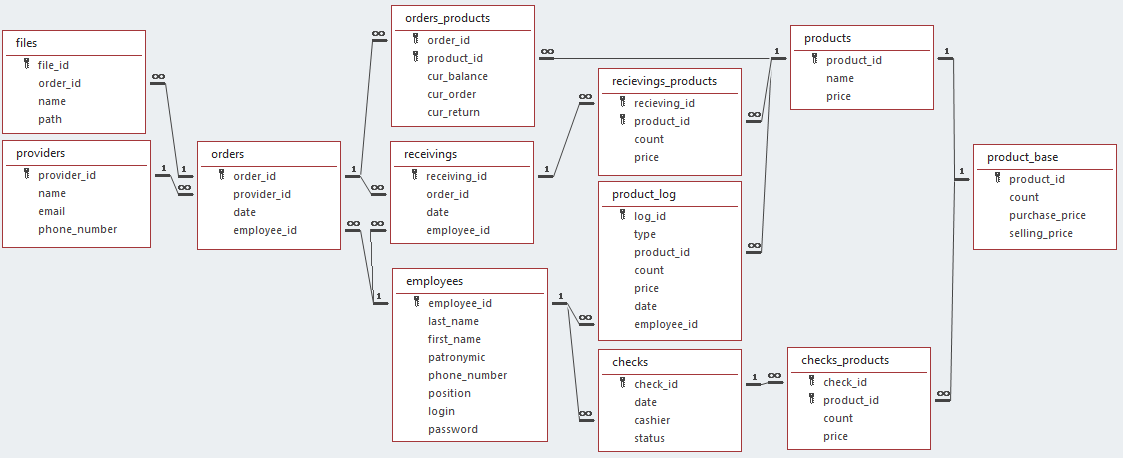 files
file_id
order_id
name
path
providers
provider_id
name
email
phone_number
orders
order_id
provider_id
date
employee_id
orders_products
order_id
product_id
cur_balance
cur_order
cur_return
receivings
receiving_id
order_id
date
employee_id
employees
employee_id
last_name
first_name
patronymic
phone_number
position
login
password
recievings_products
recieving_id
product_id
count
price
product_log
log_id
type
product_id
count
price
date
employee_id
checks
check_id
date
cashier
status
products
product_id
name
price
checks_products
check_id
product_id
count
price
product_base
product_id
count
purchase_price
selling_price
∞
1
1
∞
1
∞
∞
∞
∞
1
1
∞
∞
1
∞
∞
∞
∞
1
1
∞
1
1
∞